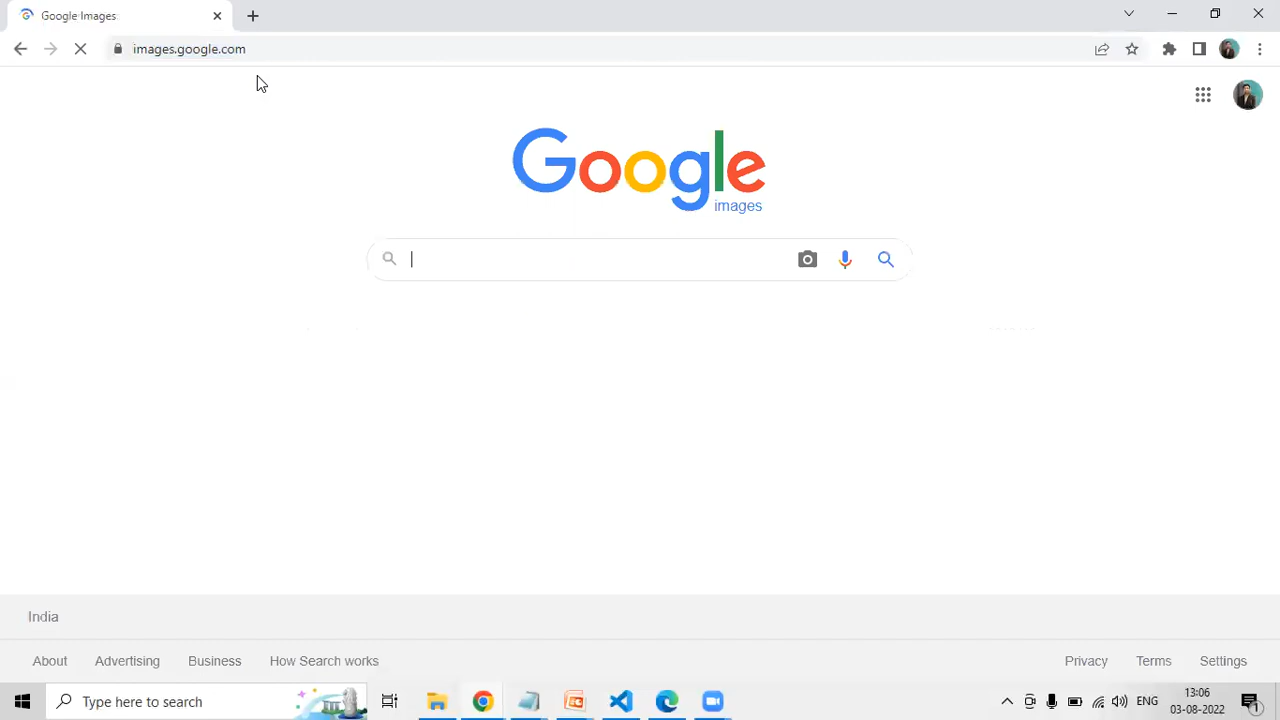 Google Images
images.google.com
Google
images
India
About Advertising Business How Search works
Privacy Terms Settings
Type here to search
ENG
13:06
03-08-2022
1